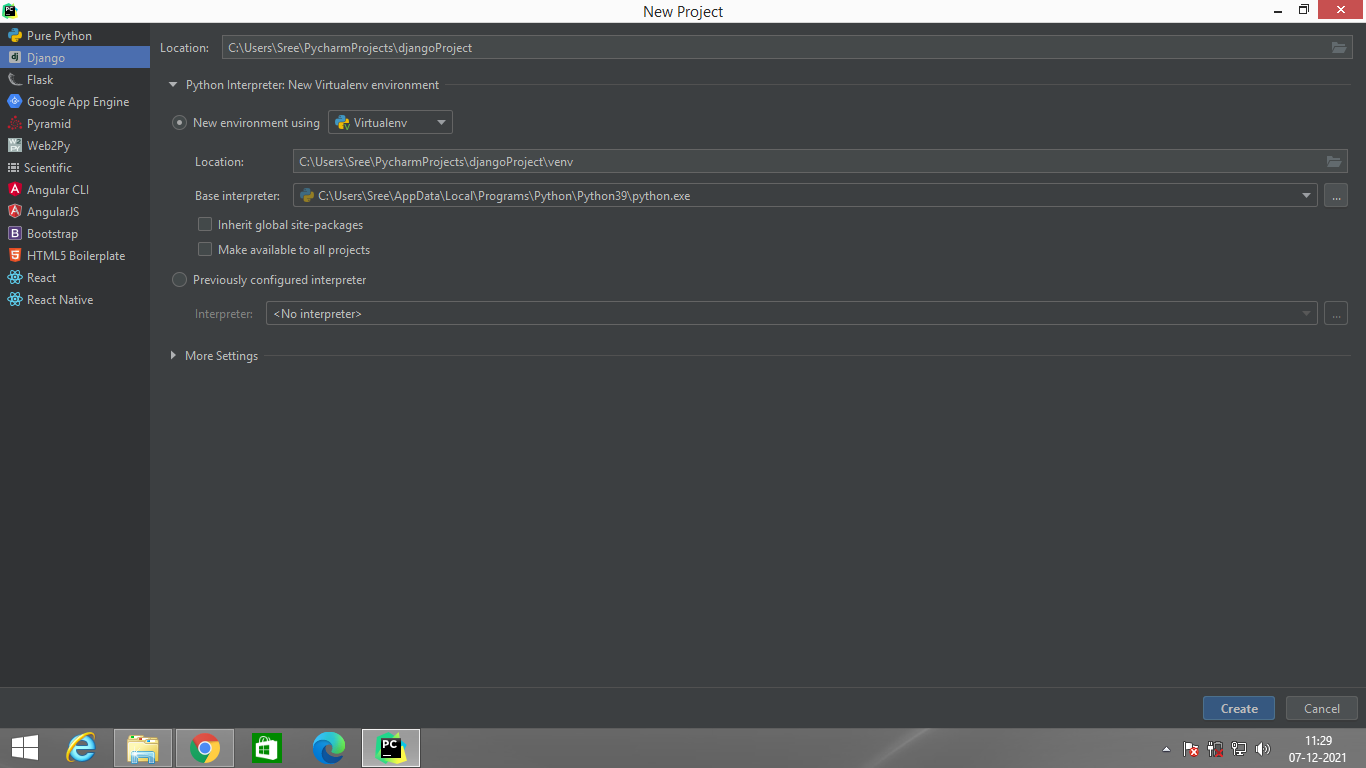 New Project
Pure Python
Django
Flask
Google App Engine
Pyramid
Web2Py
Scientific
Angular CLI
AngularJS
Bootstrap
HTML5 Boilerplate
React
React Native
Location: C:\Users\Sree\PycharmProjects\djangoProject
Python Interpreter: New Virtualenv environment
New environment using Virtualenv
Location: C:\Users\Sree\PycharmProjects\djangoProject\venv
Base interpreter: C:\Users\Sree\AppData\Local\Programs\Python\Python39\python.exe ...
Inherit global site-packages
Make available to all projects
Previously configured interpreter
Interpreter: <No interpreter> ...
More Settings
Create Cancel
PC
11:29
07-12-2021